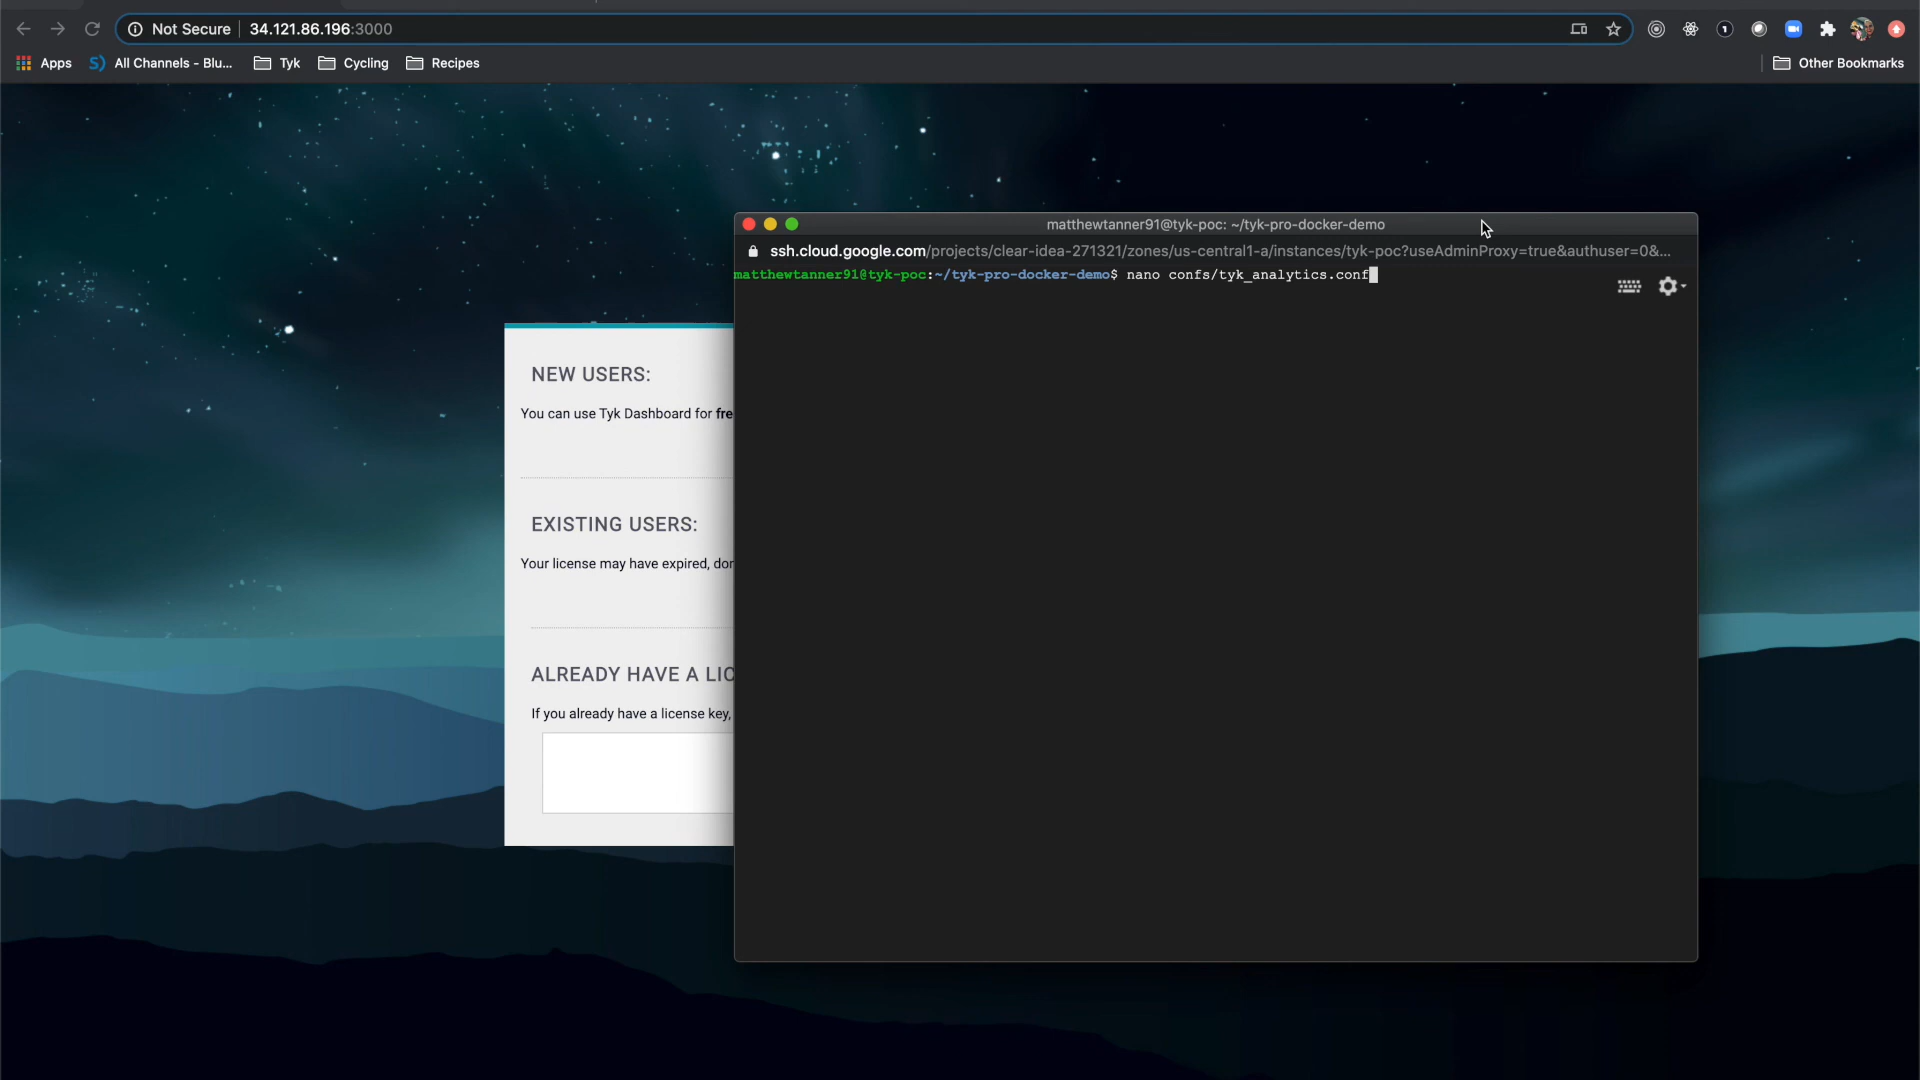 Not Secure 34.121.86.196:3000
Apps All Channels - Blu... Tyk Cycling Recipes Other Bookmarks
matthewtanner91@tyk-poc: ~/tyk-pro-docker-demo
ssh.cloud.google.com/projects/clear-idea-271321/zones/us-central1-a/instances/tyk-poc?useAdminProxy=true&authuser=0&...
matthewtanner91@tyk-poc:~/tyk-pro-docker-demo$ nano confs/tyk_analytics.conf
NEW USERS:
You can use Tyk Dashboard for fre
EXISTING USERS:
Your license may have expired, don
ALREADY HAVE A LIC
If you already have a license key,